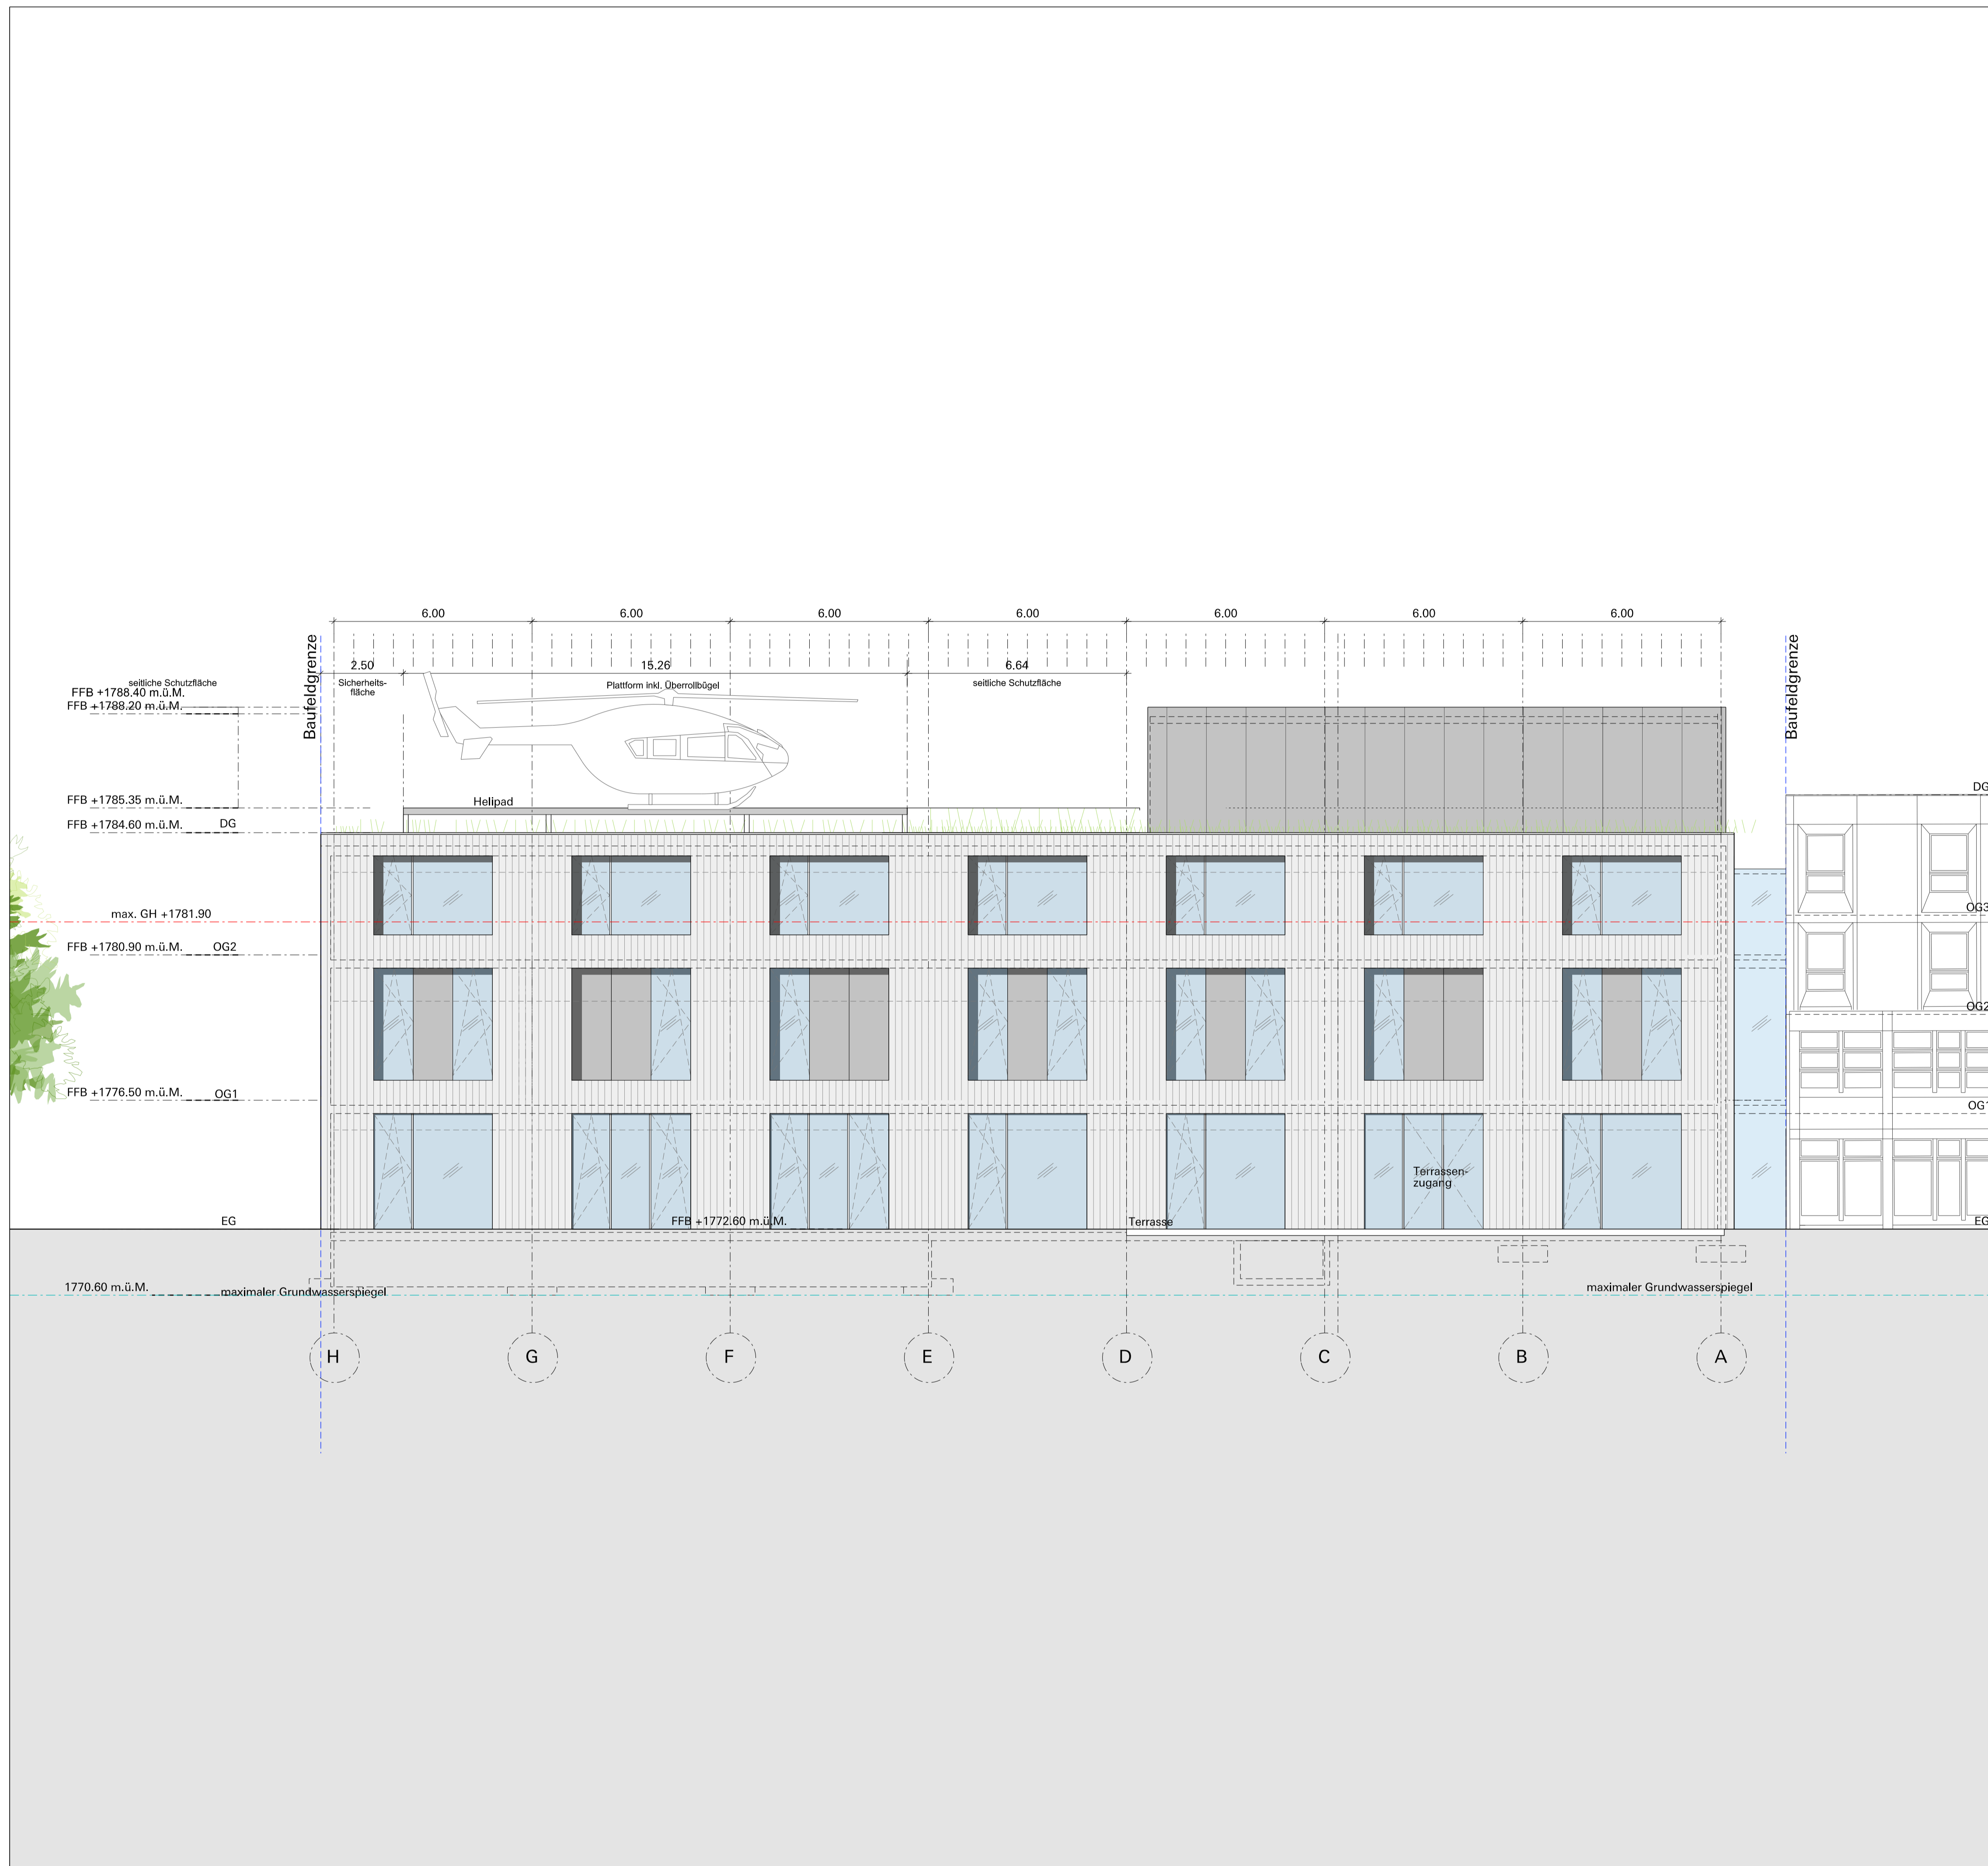 6.00 6.00 6.00 6.00 6.00 6.00 6.00
Baufeldgrenze
Baufeldgrenze
2.50 15.26 6.64
seitliche Schutzfläche
Sicherheits-
fläche
Plattform inkl. Überrollbügel
seitliche Schutzfläche
FFB +1788.40 m.ü.M.
FFB +1788.20 m.ü.M.
FFB +1785.35 m.ü.M.
Helipad
DG
FFB +1784.60 m.ü.M. DG
max. GH +1781.90
OG3
FFB +1780.90 m.ü.M. OG2
OG2
FFB +1776.50 m.ü.M. OG1
OG1
Terrassen-
zugang
EG
FFB +1772.60 m.ü.M.
Terrasse
EG
1770.60 m.ü.M.
maximaler Grundwasserspiegel
maximaler Grundwasserspiegel
H G F E D C B A